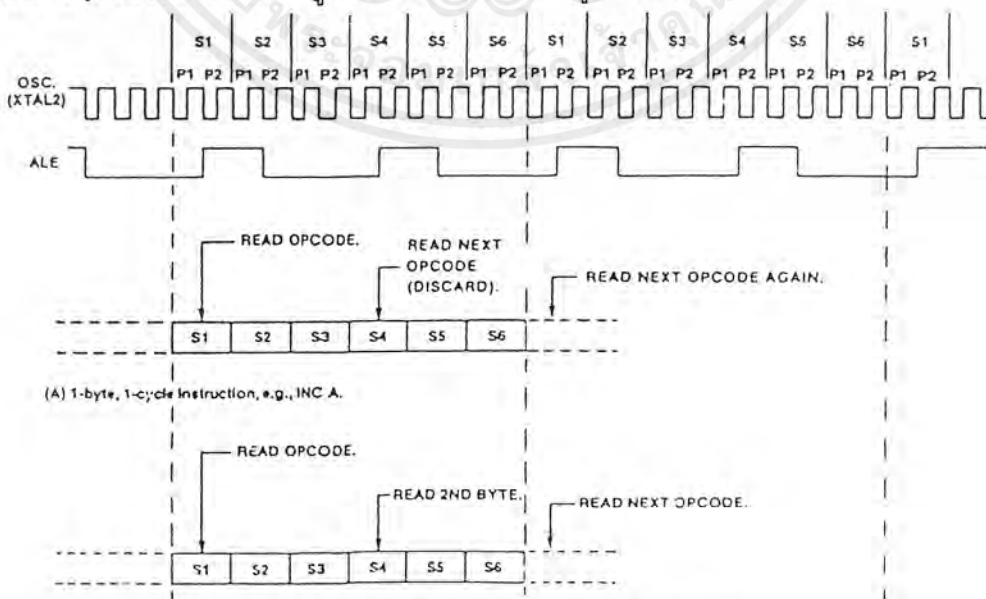 S1 S2 S3 S4 S5 S6 S1 S2 S3 S4 S5 S6 S1
P1 P2 P1 P2 P1 P2 P1 P2 P1 P2 P1 P2 P1 P2 P1 P2 P1 P2 P1 P2 P1 P2 P1 P2 P1 P2
OSC.
(XTAL2)
ALE
READ OPCODE.
READ NEXT
OPCODE
(DISCARD).
READ NEXT OPCODE AGAIN.
S1 S2 S3 S4 S5 S6
(A) 1-byte, 1-cycle Instruction, e.g., INC A.
READ OPCODE.
READ 2ND BYTE.
READ NEXT OPCODE.
S1 S2 S3 S4 S5 S6